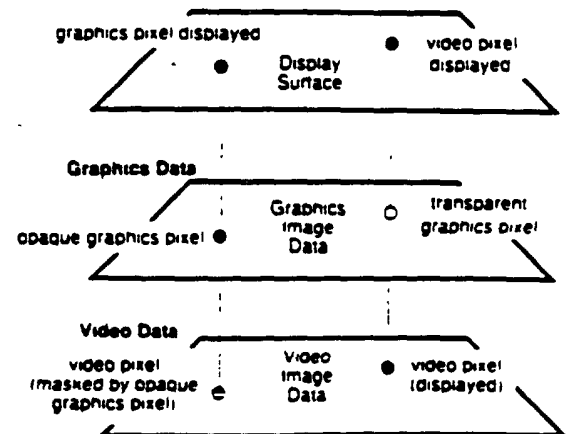 graphics pixel displayed
Display
Surface
video pixel
displayed
Graphics Data
opaque graphics pixel
Graphics
Image
Data
transparent
graphics pixel
Video Data
video pixel
(masked by opaque
graphics pixel)
Video
Image
Data
video pixel
(displayed)